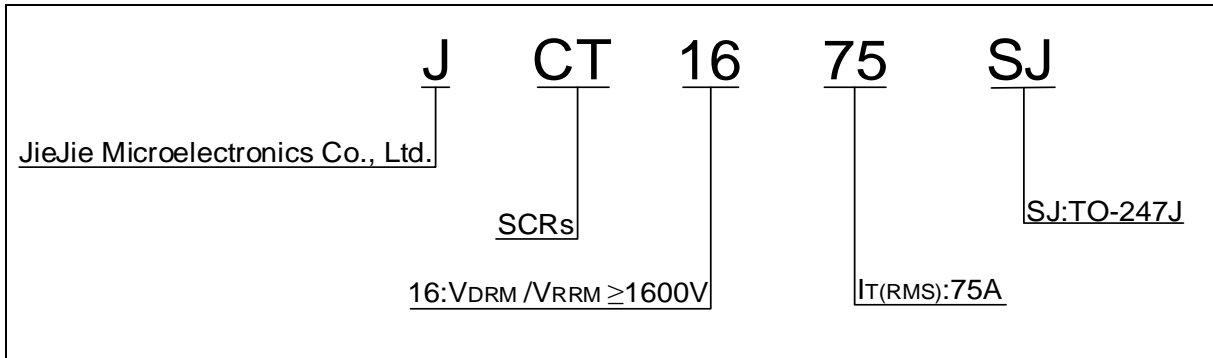 J CT 16 75 SJ
JieJie Microelectronics Co., Ltd.
SJ:TO-247J
SCRs
16:VDRM /VRRM ≥1600V
IT(RMS):75A